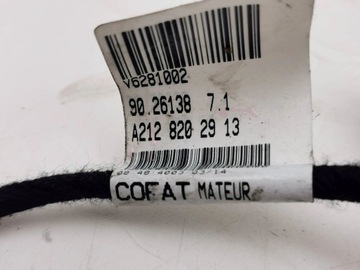 V6281002
90.26138 7.1
A212 820 29 13
COFAT MATEUR